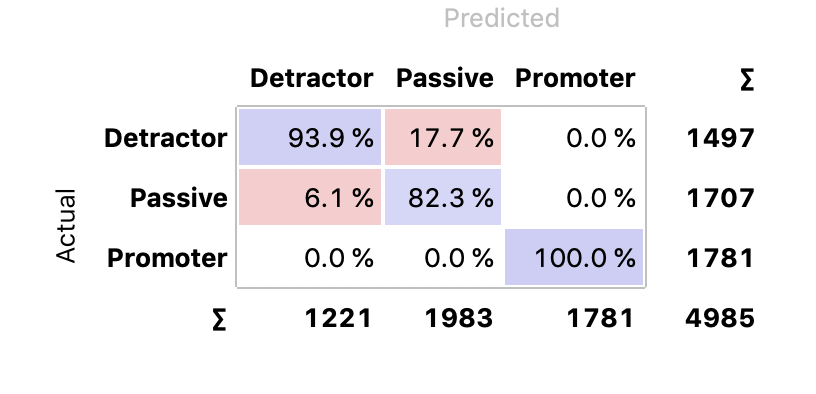 Predicted
Detractor Passive Promoter ∑
Detractor 93.9 % 17.7 % 0.0 % 1497
Passive 6.1 % 82.3 % 0.0 % 1707
Actual
Promoter 0.0 % 0.0 % 100.0 % 1781
∑ 1221 1983 1781 4985